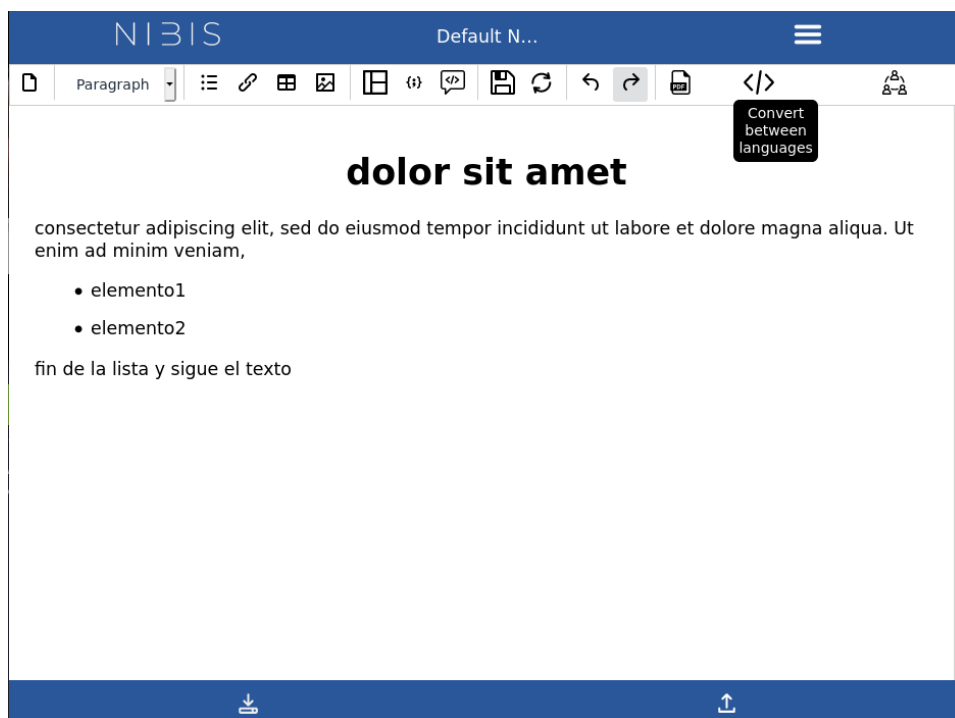 NIBIS
Default N...
Paragraph
PDF
Convert
between
languages
dolor sit amet
consectetur adipiscing elit, sed do eiusmod tempor incididunt ut labore et dolore magna aliqua. Ut
enim ad minim veniam,
• elemento1
• elemento2
fin de la lista y sigue el texto